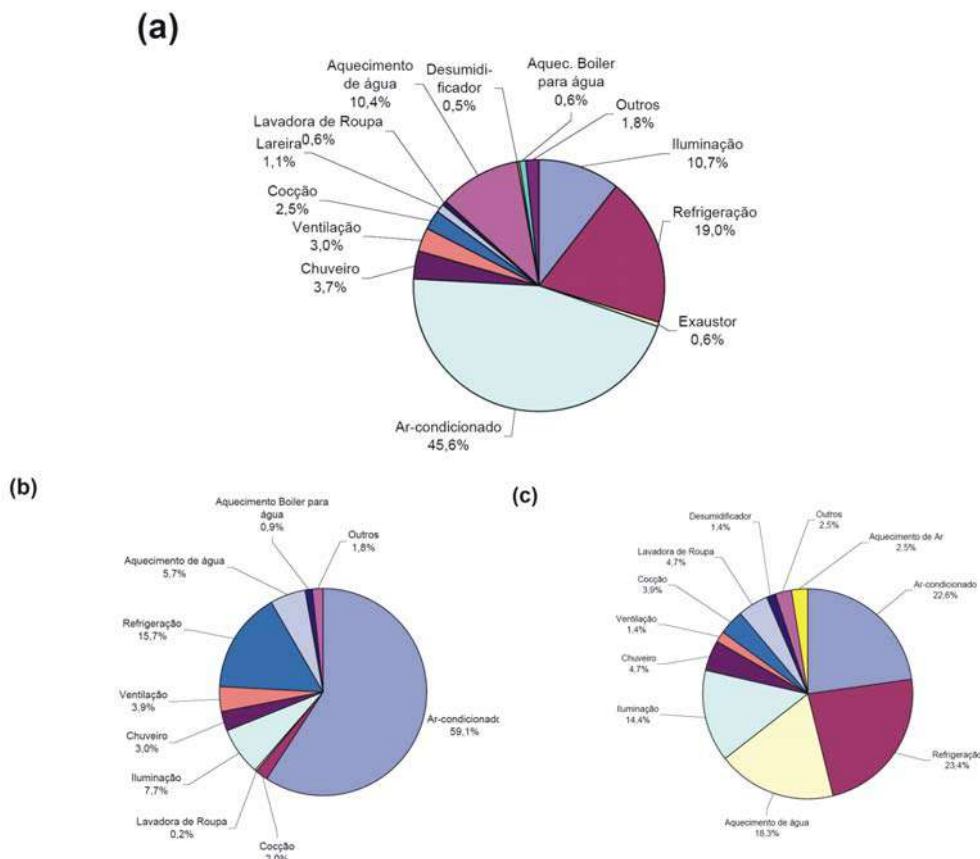 (a)
Aquecimento
de água
10,4%
Desumidi-
ficador
0,5%
Aquec. Boiler
para água
0,6%
Outros
1,8%
Iluminação
10,7%
Refrigeração
19,0%
Exaustor
0,6%
Ar-condicionado
45,6%
Chuveiro
3,7%
Ventilação
3,0%
Cocção
2,5%
Lareira
1,1%
Lavadora de Roupa
0,6%
(b)
Aquecimento Boiler para
água
0,9%
Outros
1,8%
Aquecimento de água
5,7%
Refrigeração
15,7%
Ventilação
3,9%
Chuveiro
3,0%
Iluminação
7,7%
Lavadora de Roupa
0,2%
Cocção
2,0%
Ar-condicionado
59,1%
(c)
Desumidificador
1,4%
Outros
2,5%
Aquecimento de Ar
2,5%
Lavadora de Roupa
4,7%
Cocção
3,9%
Ventilação
1,4%
Chuveiro
4,7%
Iluminação
14,4%
Aquecimento de água
18,3%
Refrigeração
23,4%
Ar-condicionado
22,6%